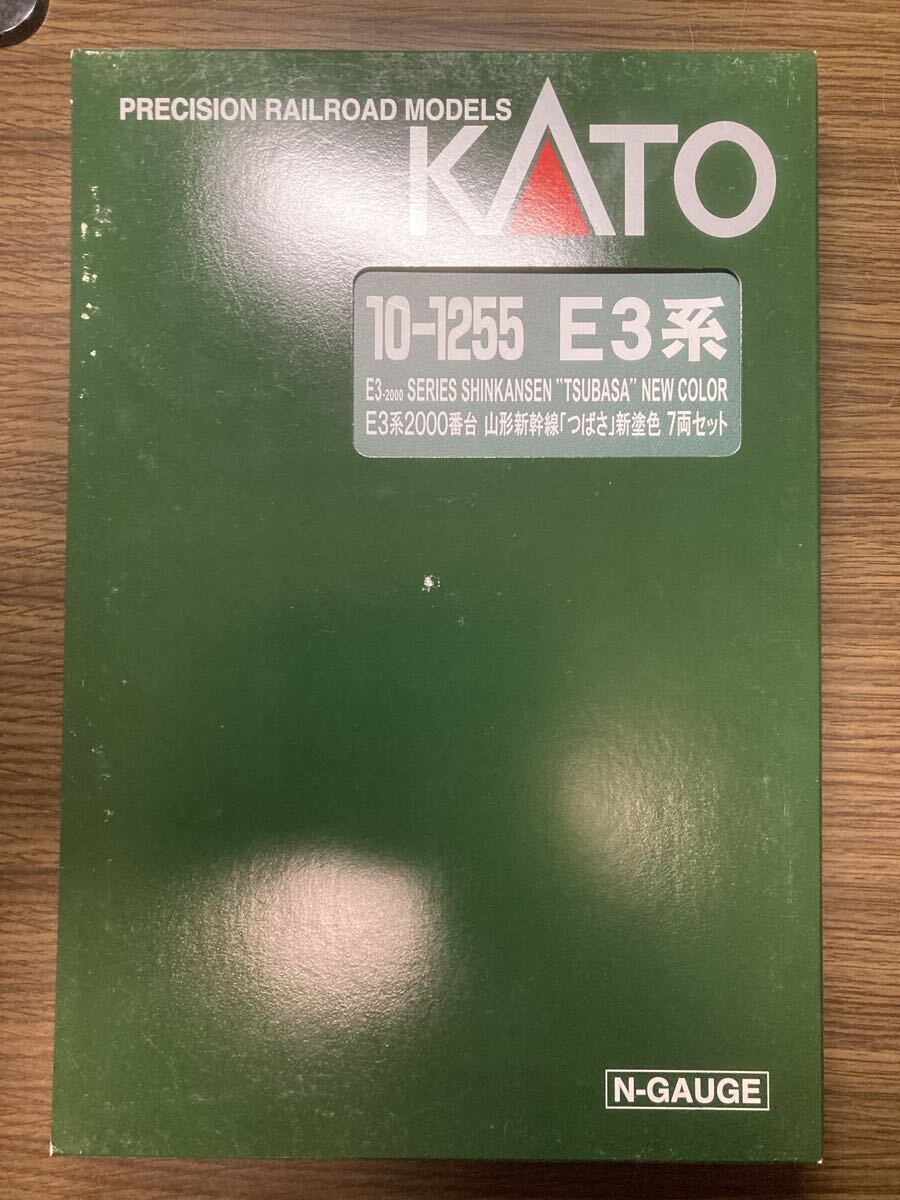 PRECISION RAILROAD MODELS
KATO
10-1255 E3系
E3-2000 SERIES SHINKANSEN "TSUBASA" NEW COLOR
E3系2000番台 山形新幹線「つばさ」新塗色 7両セット
N-GAUGE